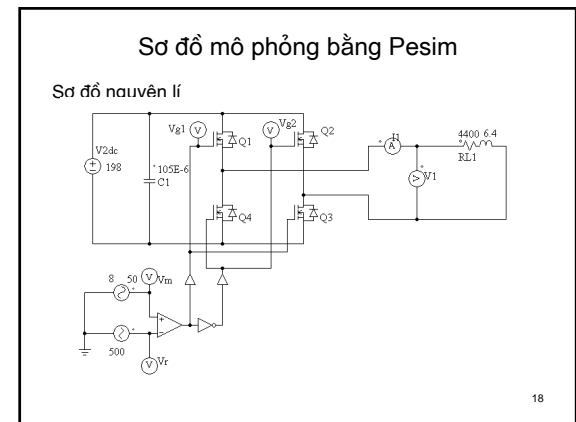 Sơ đồ mô phỏng bằng Pesim
Sơ đồ nguyên lí
Vg1
V
Q1
V
Vg2
Q2
V2dc
198
105E-6
C1
I1
A
4400 6.4
RL1
V
V1
Q4
Q3
8 50
V
Vm
500
V
Vr
18